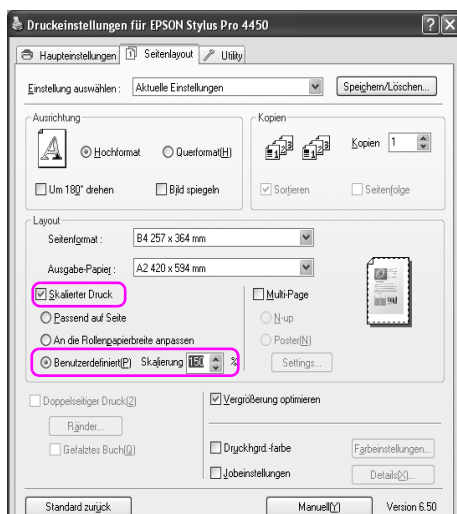 Druckeinstellungen für EPSON Stylus Pro 4450
Haupteinstellungen Seitenlayout Utility
Einstellung auswählen : Aktuelle Einstellungen Speichern/Löschen...
Ausrichtung Kopien
Hochformat Querformat(H) Kopien 1
Um 180° drehen Bild spiegeln Sortieren Seitenfolge
Layout
Seitenformat : B4 257 x 364 mm
Ausgabe-Papier : A2 420 x 594 mm
Skalierter Druck Multi-Page
Passend auf Seite N-up
An die Rollenpapierbreite anpassen Poster(N)
Benutzerdefiniert(P) Skalierung 150 % Settings...
Doppelseitiger Druck(2) Vergrößerung optimieren
Ränder...
Gefalztes Buch(Q) Druckhgrd.-farbe Farbeinstellungen...
Jobeinstellungen Details(X)...
Standard zurück Manuell(Y) Version 6.50